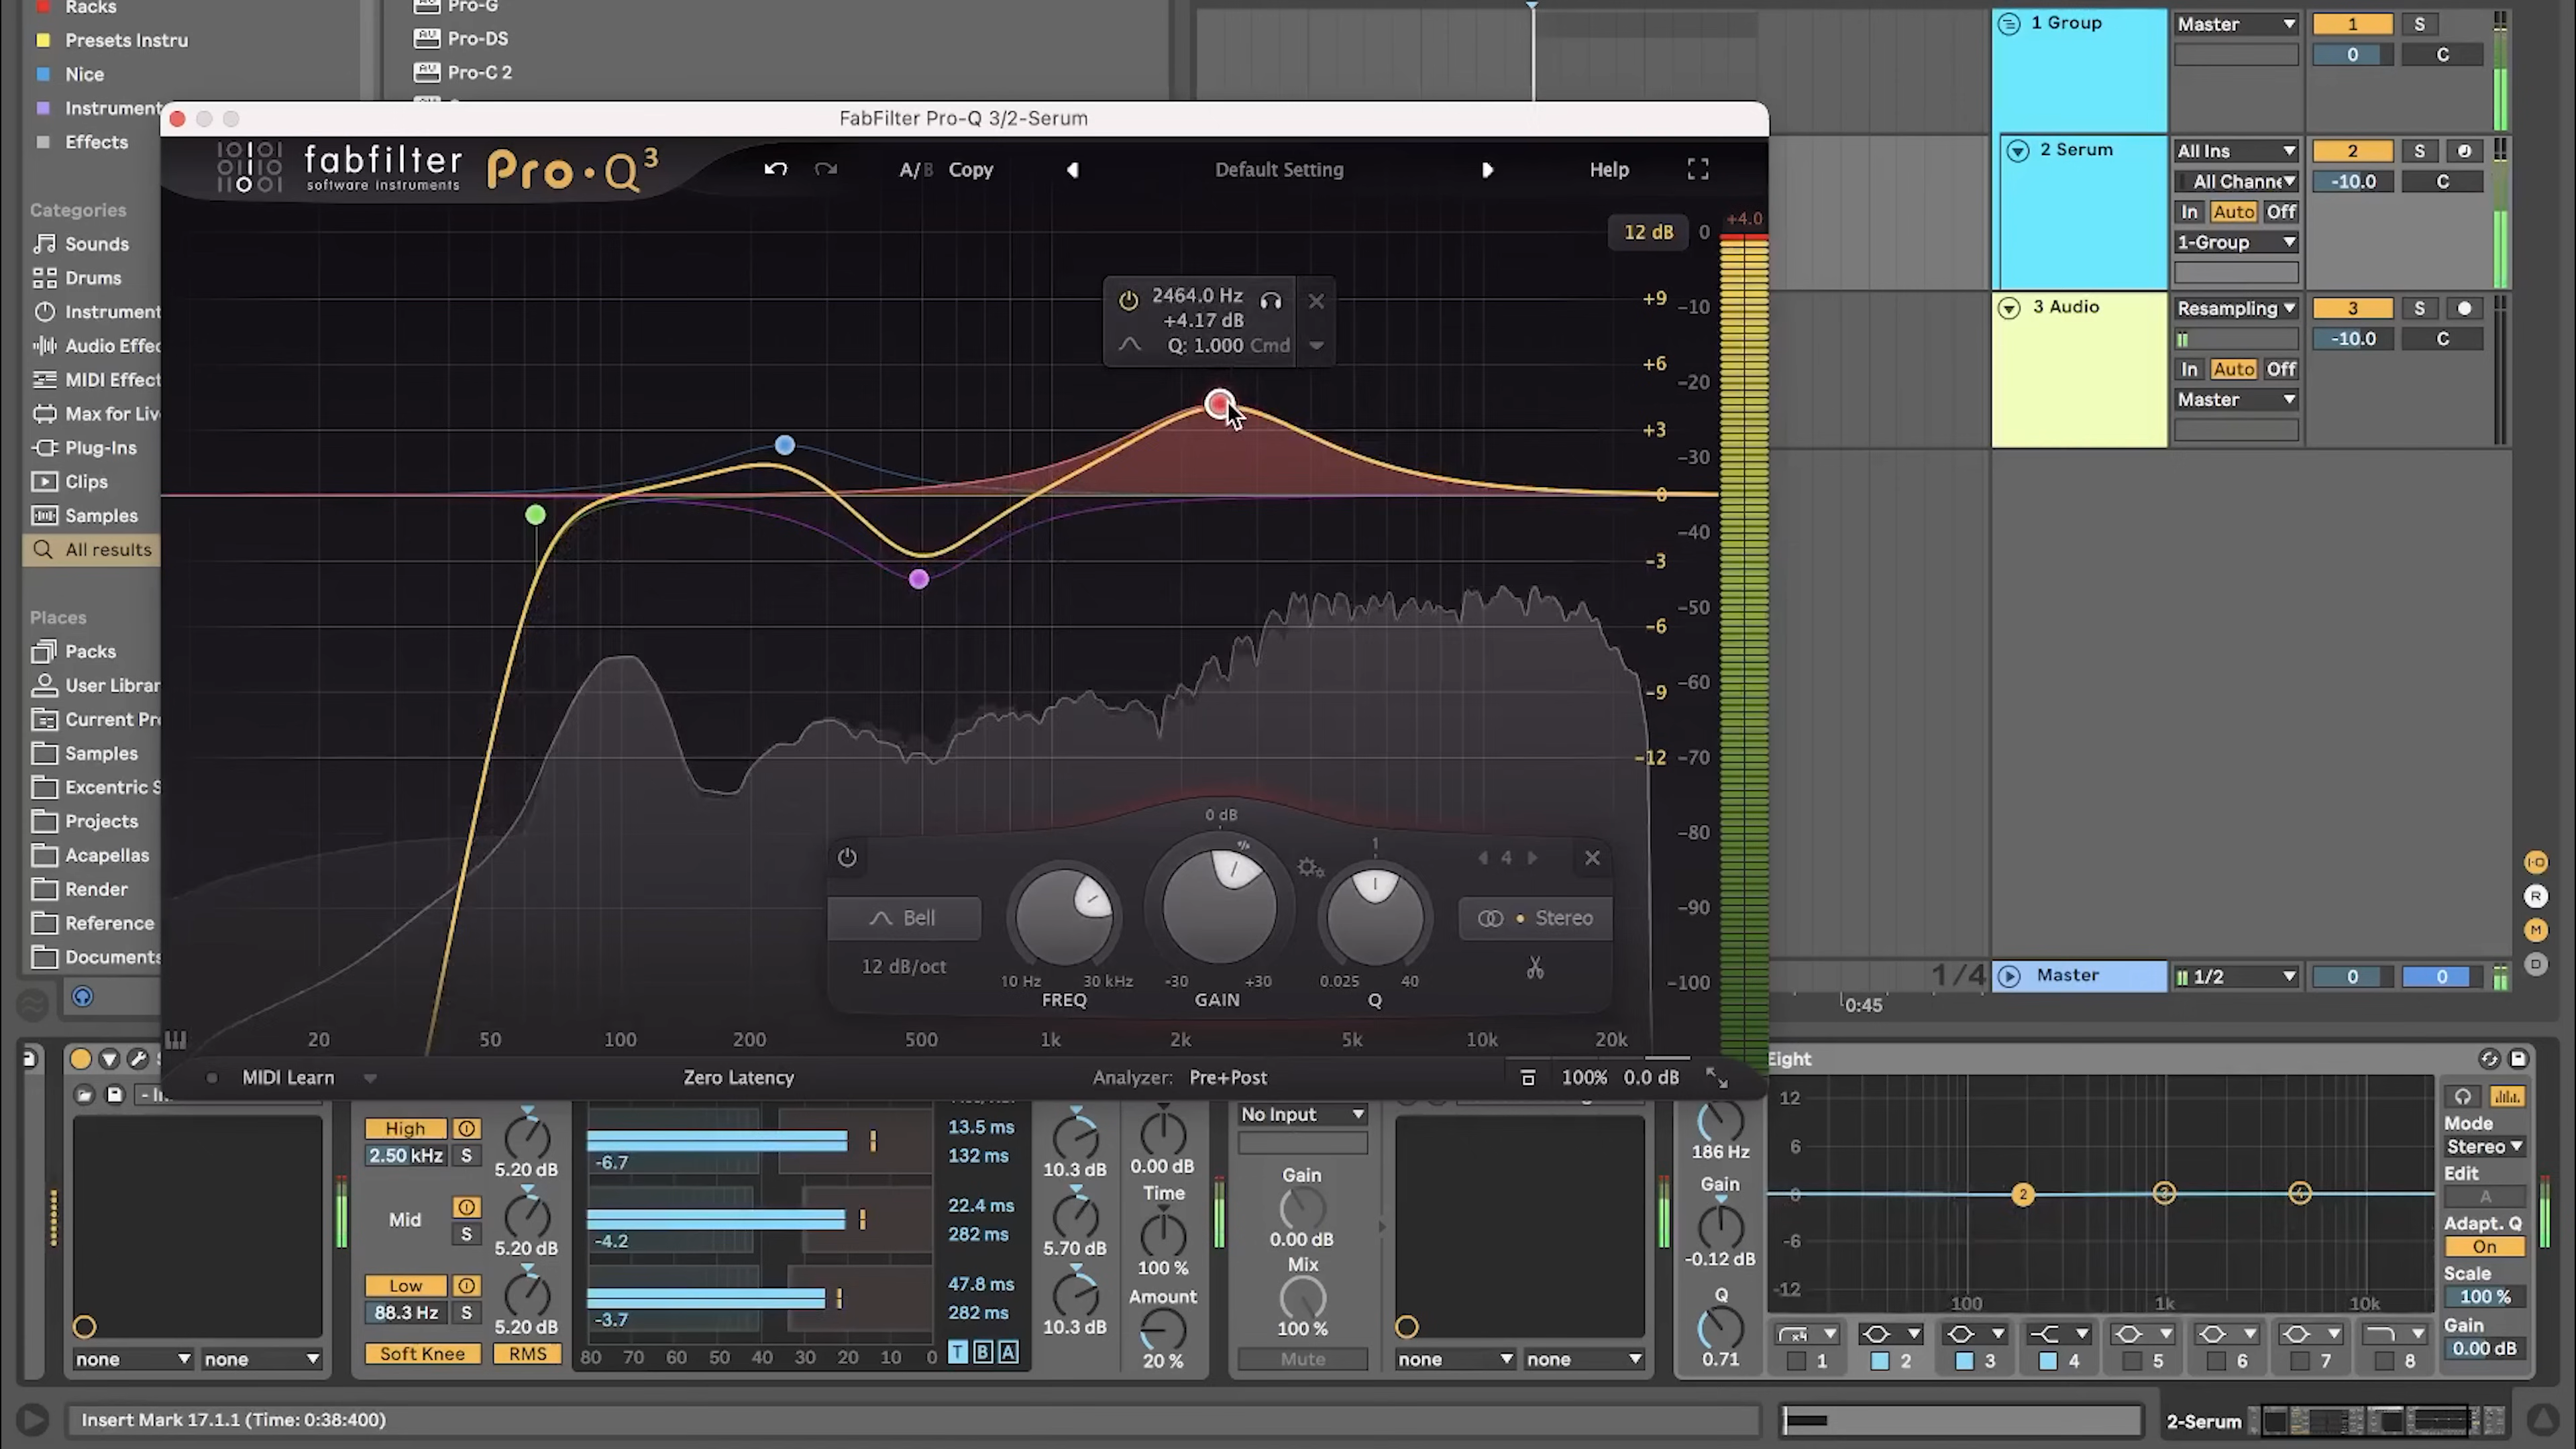 Racks
Pro-G
Presets Instru
Pro-DS
Nice
Pro-C 2
Instrument
Effects
Categories
Sounds
Drums
Instrument
Audio Effec
MIDI Effect
Max for Liv
Plug-Ins
Clips
Samples
All results
Places
Packs
User Librar
Current Pro
Samples
Excentric S
Projects
Acapellas
Render
Reference
Documents
FabFilter Pro-Q 3/2-Serum
fabfilter
software instruments
Pro·Q3
A/B Copy
Default Setting
Help
12 dB 0 +4.0
2464.0 Hz
+4.17 dB
Q: 1.000 Cmd
+9 -10
+6 -20
+3 -30
0
-40
-3
-50
-6
-60
-9
-12 -70
-80
-90
-100
0 dB
1
4
Bell
12 dB/oct
Stereo
10 Hz 30 kHz
FREQ
-30 +30
GAIN
0.025 40
Q
20 50 100 200 500 1k 2k 5k 10k 20k
MIDI Learn
Zero Latency
Analyzer: Pre+Post
100% 0.0 dB
1 Group
Master
1 S
0 C
2 Serum
All Ins
2 S
All Channe
-10.0 C
In Auto Off
1-Group
3 Audio
Resampling
3 S
-10.0 C
In Auto Off
Master
1/4
Master
1/2
0 0
0:45
I·O
R
M
D
none none
High
2.50 kHz S
5.20 dB
-6.7
13.5 ms
132 ms
10.3 dB
Mid
S
5.20 dB
-4.2
22.4 ms
282 ms
5.70 dB
Low
88.3 Hz S
5.20 dB
-3.7
47.8 ms
282 ms
10.3 dB
Soft Knee RMS
80 70 60 50 40 30 20 10 0
T B A
0.00 dB
Time
100 %
Amount
20 %
No Input
Gain
0.00 dB
Mix
100 %
Mute
none none
186 Hz
Gain
-0.12 dB
Q
0.71
Eight
12
6
0
-6
-12
2 3 4
100 1k 10k
x4
1 2 3 4 5 6 7 8
Mode
Stereo
Edit
A
Adapt. Q
On
Scale
100 %
Gain
0.00 dB
Insert Mark 17.1.1 (Time: 0:38:400)
2-Serum